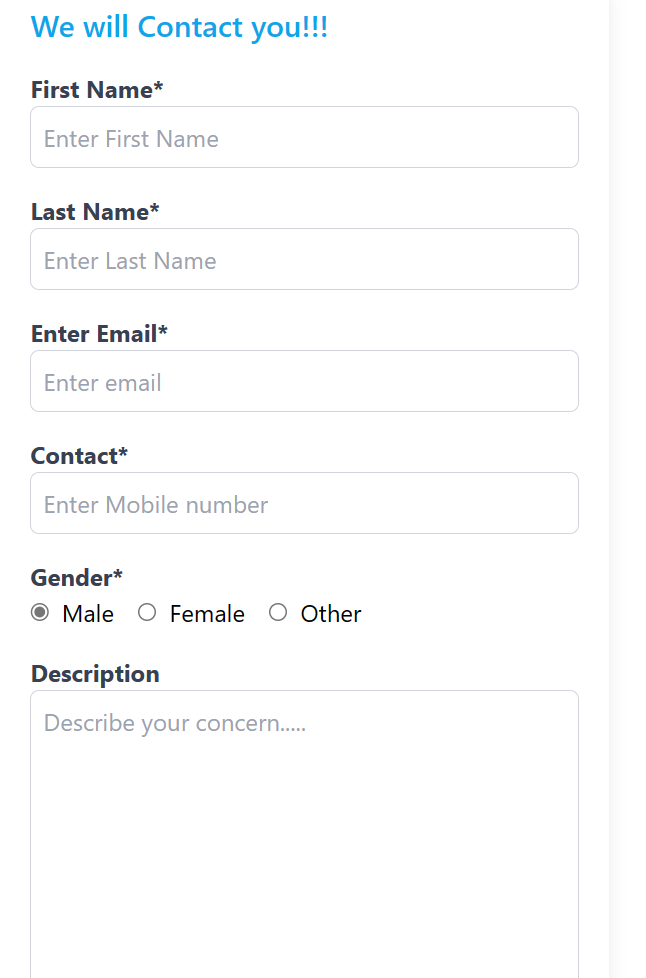 We will Contact you!!!
First Name*
Enter First Name
Last Name*
Enter Last Name
Enter Email*
Enter email
Contact*
Enter Mobile number
Gender*
Male Female Other
Description
Describe your concern.....